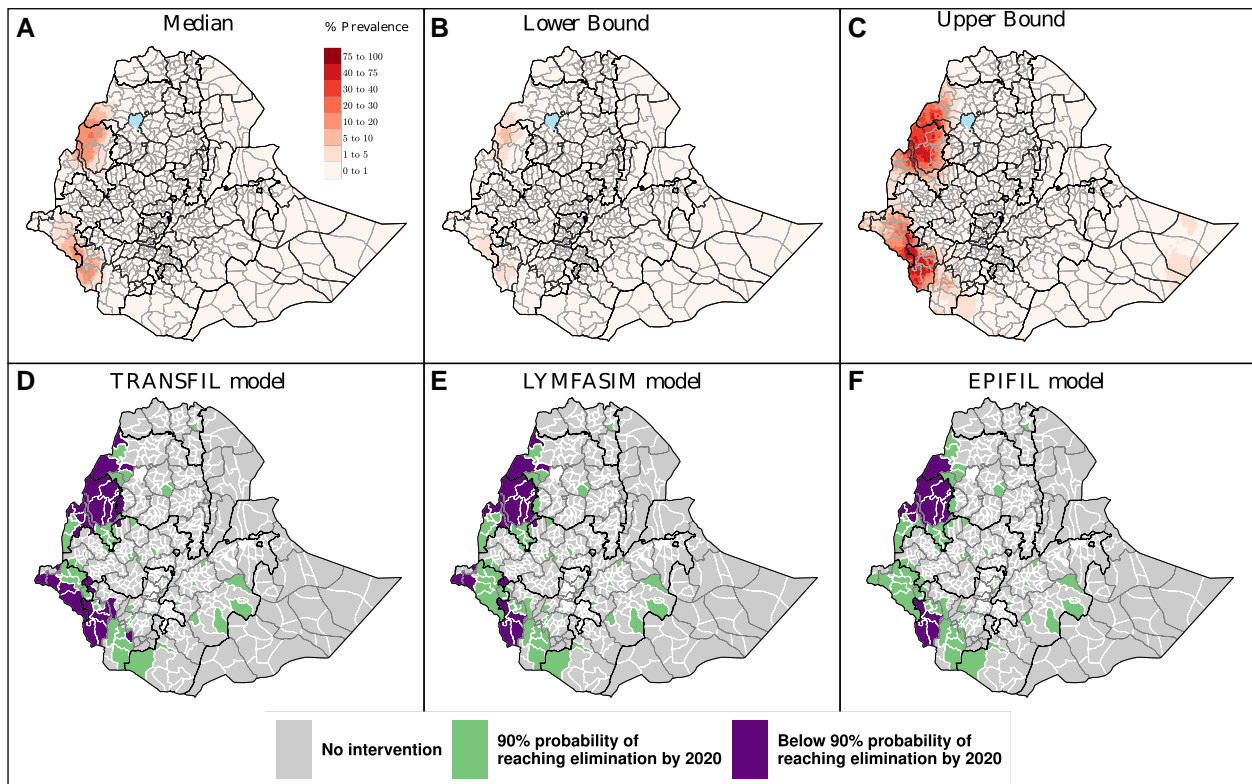 A
Median
% Prevalence
75 to 100
40 to 75
30 to 40
20 to 30
10 to 20
5 to 10
1 to 5
0 to 1
B
Lower Bound
C
Upper Bound
D
TRANSFIL model
E
LYMFASIM model
F
EPIFIL model
No intervention
90% probability of
reaching elimination by 2020
Below 90% probability of
reaching elimination by 2020